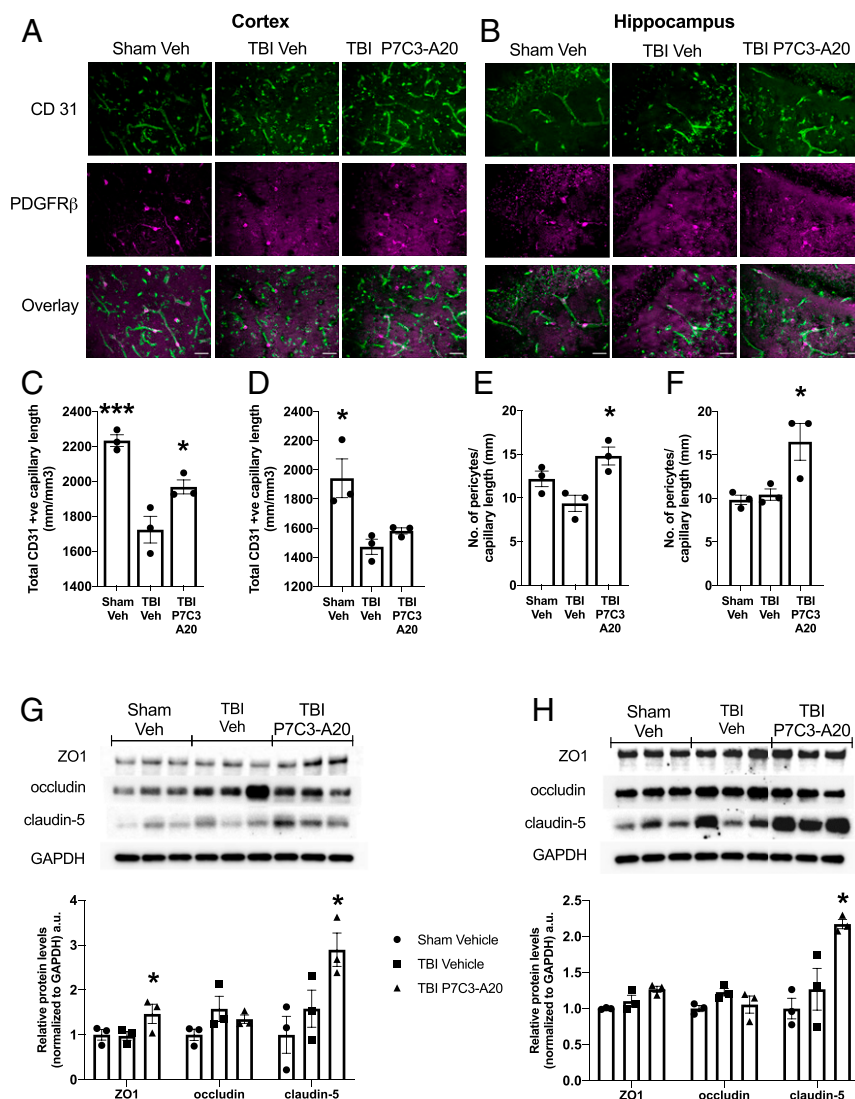 A
Cortex
B
Hippocampus
Sham Veh
TBI Veh
TBI P7C3-A20
Sham Veh
TBI Veh
TBI P7C3-A20
CD 31
PDGFRβ
Overlay
C
D
E
F
Total CD31 +ve capillary length
(mm/mm3)
2400
2200
2000
1800
1600
1400
***
*
Sham
Veh
TBI
Veh
TBI
P7C3
A20
Total CD31 +ve capillary length
(mm/mm3)
2400
2200
2000
1800
1600
1400
1200
*
Sham
Veh
TBI
Veh
TBI
P7C3
A20
No. of pericytes/
capillary length (mm)
20
15
10
5
0
*
Sham
Veh
TBI
Veh
TBI
P7C3
A20
No. of pericytes/
capillary length (mm)
20
15
10
5
0
*
Sham
Veh
TBI
Veh
TBI
P7C3
A20
G
Sham
Veh
TBI
Veh
TBI
P7C3-A20
ZO1
occludin
claudin-5
GAPDH
H
Sham
Veh
TBI
Veh
TBI
P7C3-A20
ZO1
occludin
claudin-5
GAPDH
Relative protein levels
(normalized to GAPDH) a.u.
4
3
2
1
0
*
*
ZO1
occludin
claudin-5
Sham Vehicle
TBI Vehicle
TBI P7C3-A20
Relative protein levels
(normalized to GAPDH) a.u.
2.5
2.0
1.5
1.0
0.5
0.0
*
ZO1
occludin
claudin-5